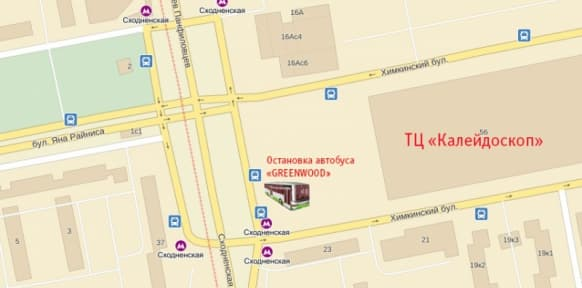 Сходненская
Сходненская
16Ас4
16Ас6
2
Химкинский бул.
бул. Яна Райниса
1с1
56
ТЦ «Калейдоскоп»
Остановка автобуса
«GREENWOOD»
Сходненская
Химкинский бул.
5
3
37
Сходненская
Сходненская
Сходненская
23
21
19к3
19к1
19к2